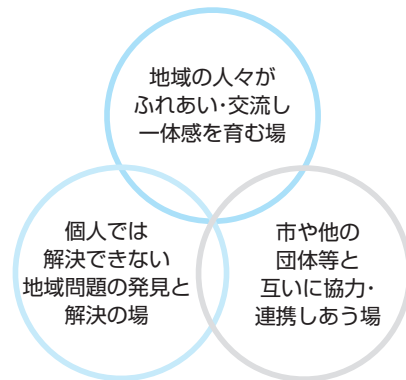 地域の人々が
ふれあい・交流し
一体感を育む場
個人では
解決できない
地域問題の発見と
解決の場
市や他の
団体等と
互いに協力・
連携しあう場